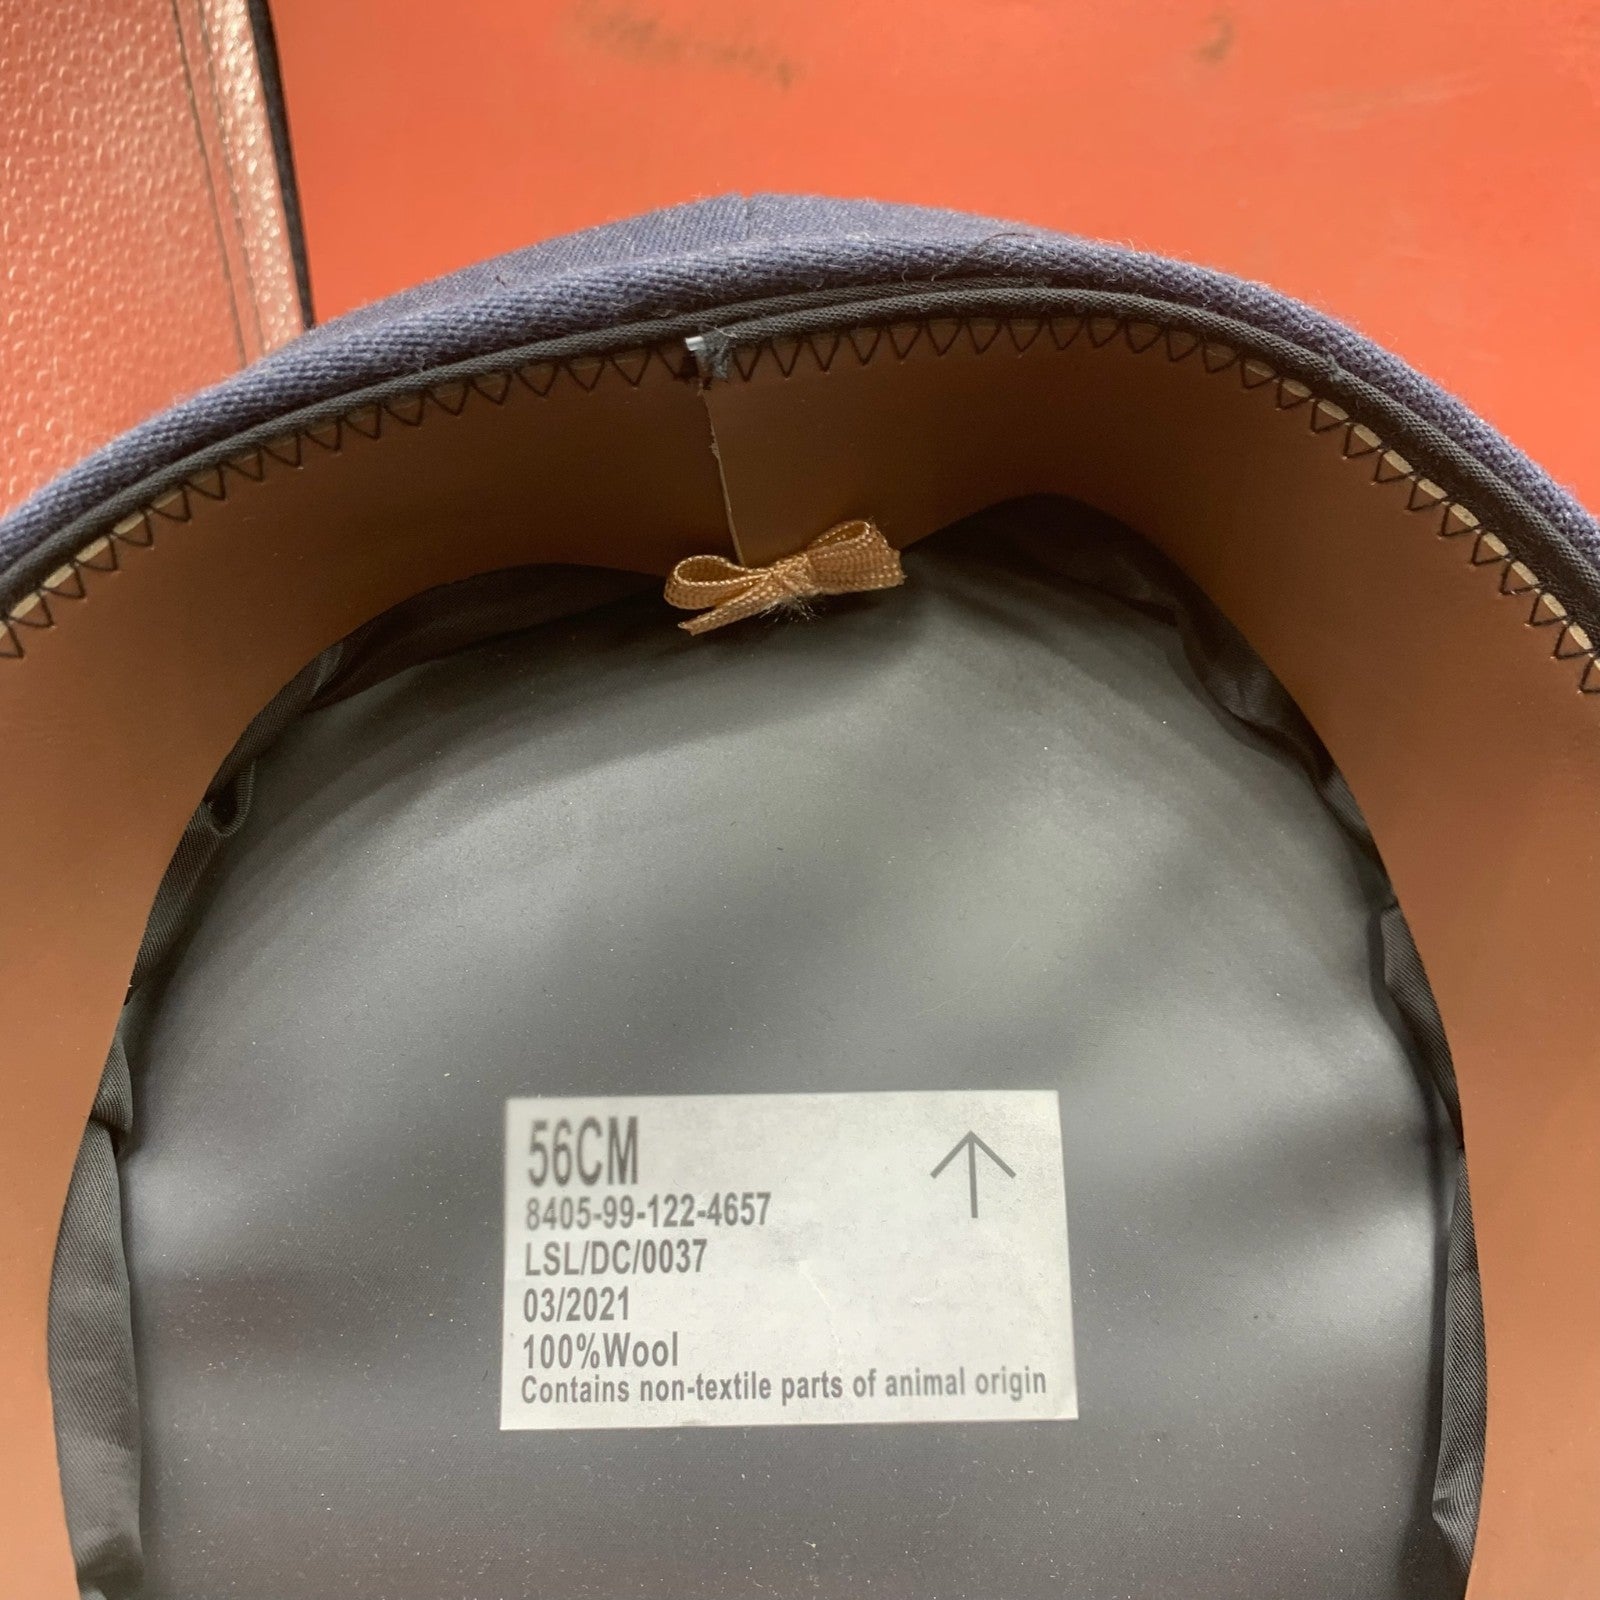 56CM
8405-99-122-4657
LSL/DC/0037
03/2021
100%Wool
Contains non-textile parts of animal origin